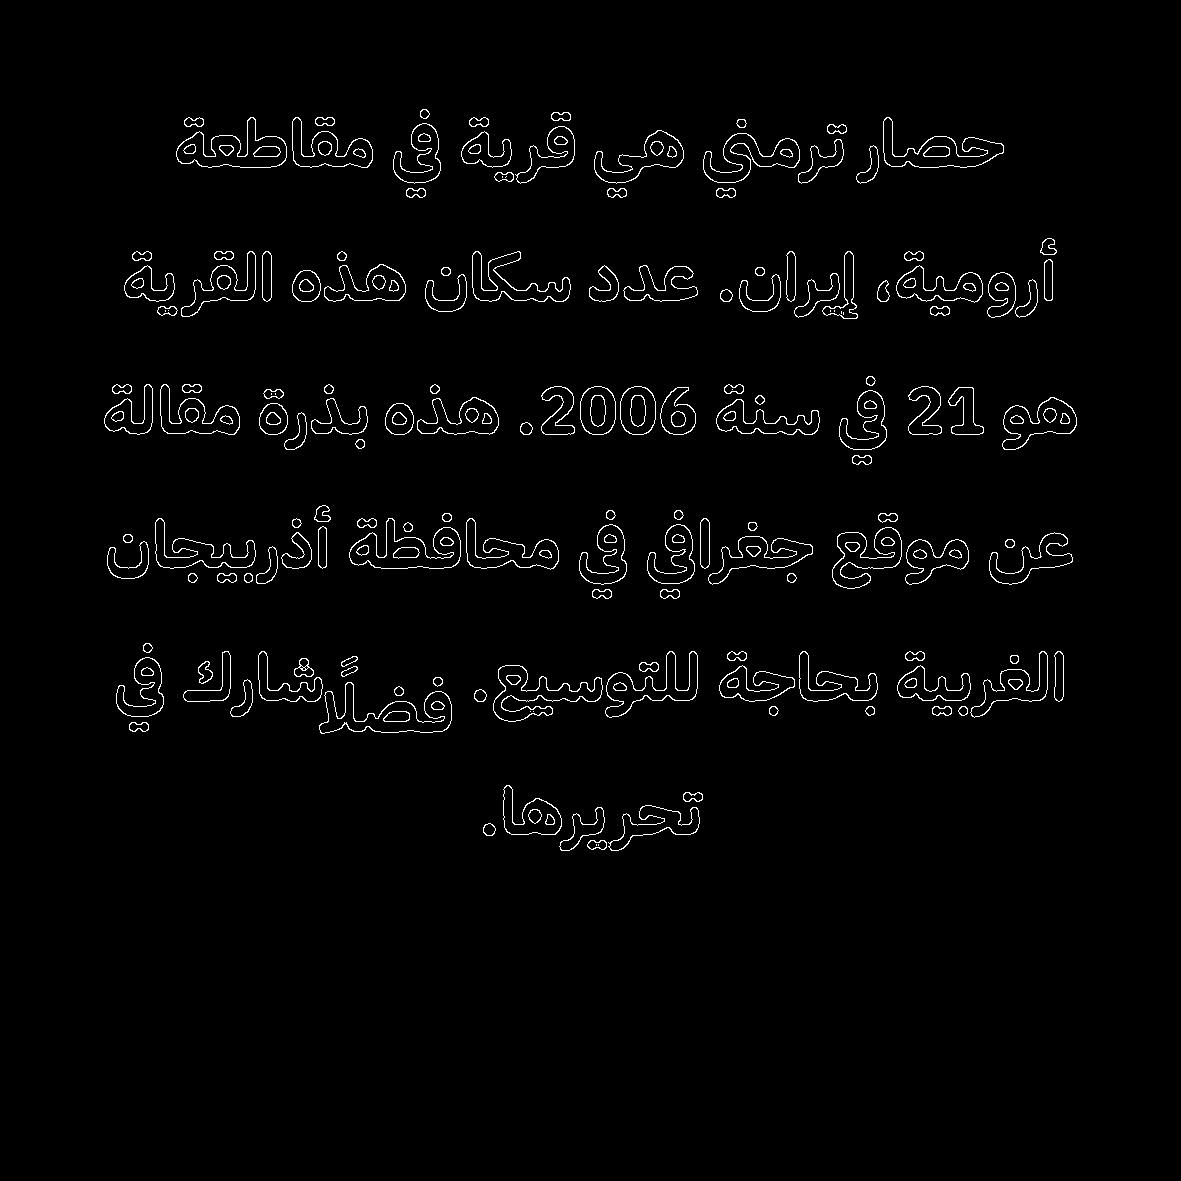 حصار ترمني هي قرية في مقاطعة
أرومية، إيران. عدد سكان هذه القرية
هو 21 في سنة 2006. هذه بذرة مقالة
عن موقع جغرافي في محافظة أذربيجان
الغربية بحاجة للتوسيع. فضلًا شارك في
تحريرها.